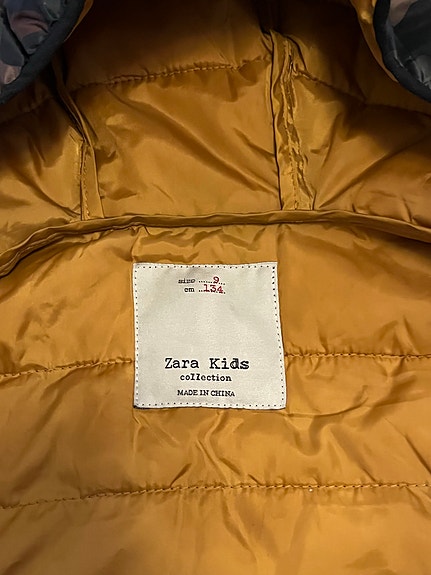 size ......9...
cm ..134.
Zara Kids
collection
MADE IN CHINA